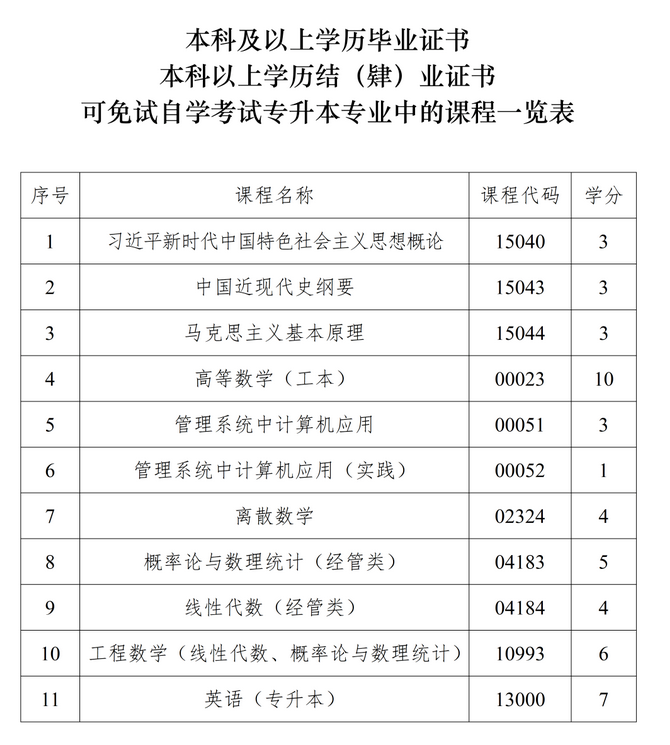 本科及以上学历毕业证书
本科以上学历结（肄）业证书
可免试自学考试专升本专业中的课程一览表
序号 课程名称 课程代码 学分
1 习近平新时代中国特色社会主义思想概论 15040 3
2 中国近现代史纲要 15043 3
3 马克思主义基本原理 15044 3
4 高等数学（工本） 00023 10
5 管理系统中计算机应用 00051 3
6 管理系统中计算机应用（实践） 00052 1
7 离散数学 02324 4
8 概率论与数理统计（经管类） 04183 5
9 线性代数（经管类） 04184 4
10 工程数学（线性代数、概率论与数理统计） 10993 6
11 英语（专升本） 13000 7